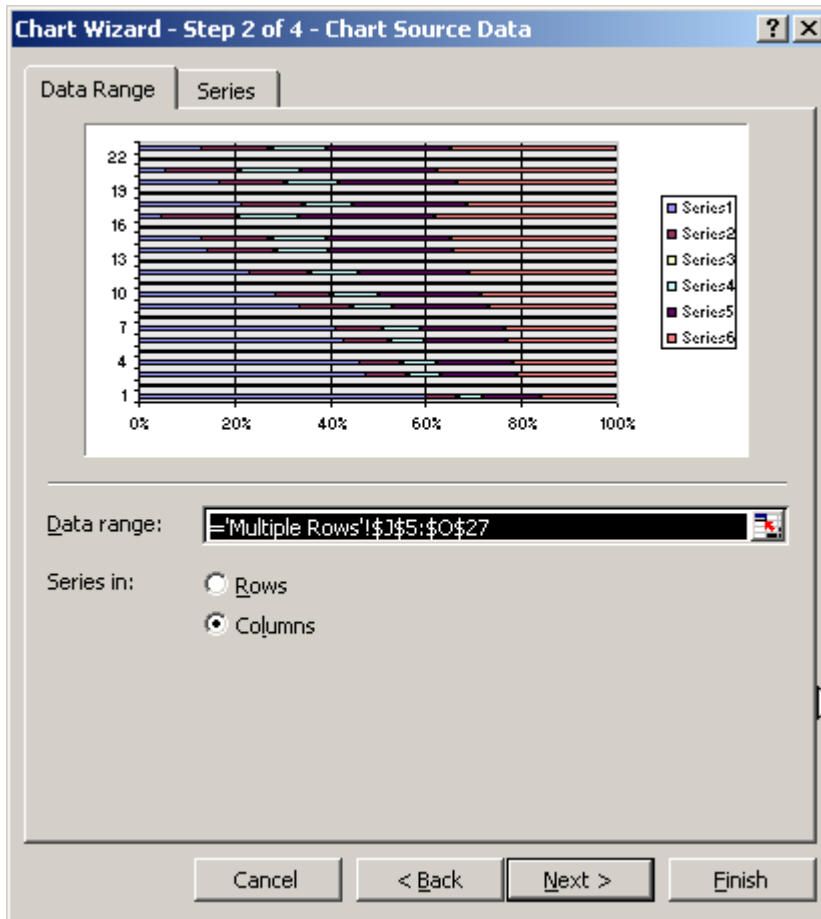 Chart Wizard - Step 2 of 4 - Chart Source Data
Data Range Series
22
19
16
13
10
7
4
1
0% 20% 40% 60% 80% 100%
Series1
Series2
Series3
Series4
Series5
Series6
Data range: ='Multiple Rows'!$J$5:$O$27
Series in: Rows
Columns
Cancel < Back Next > Finish